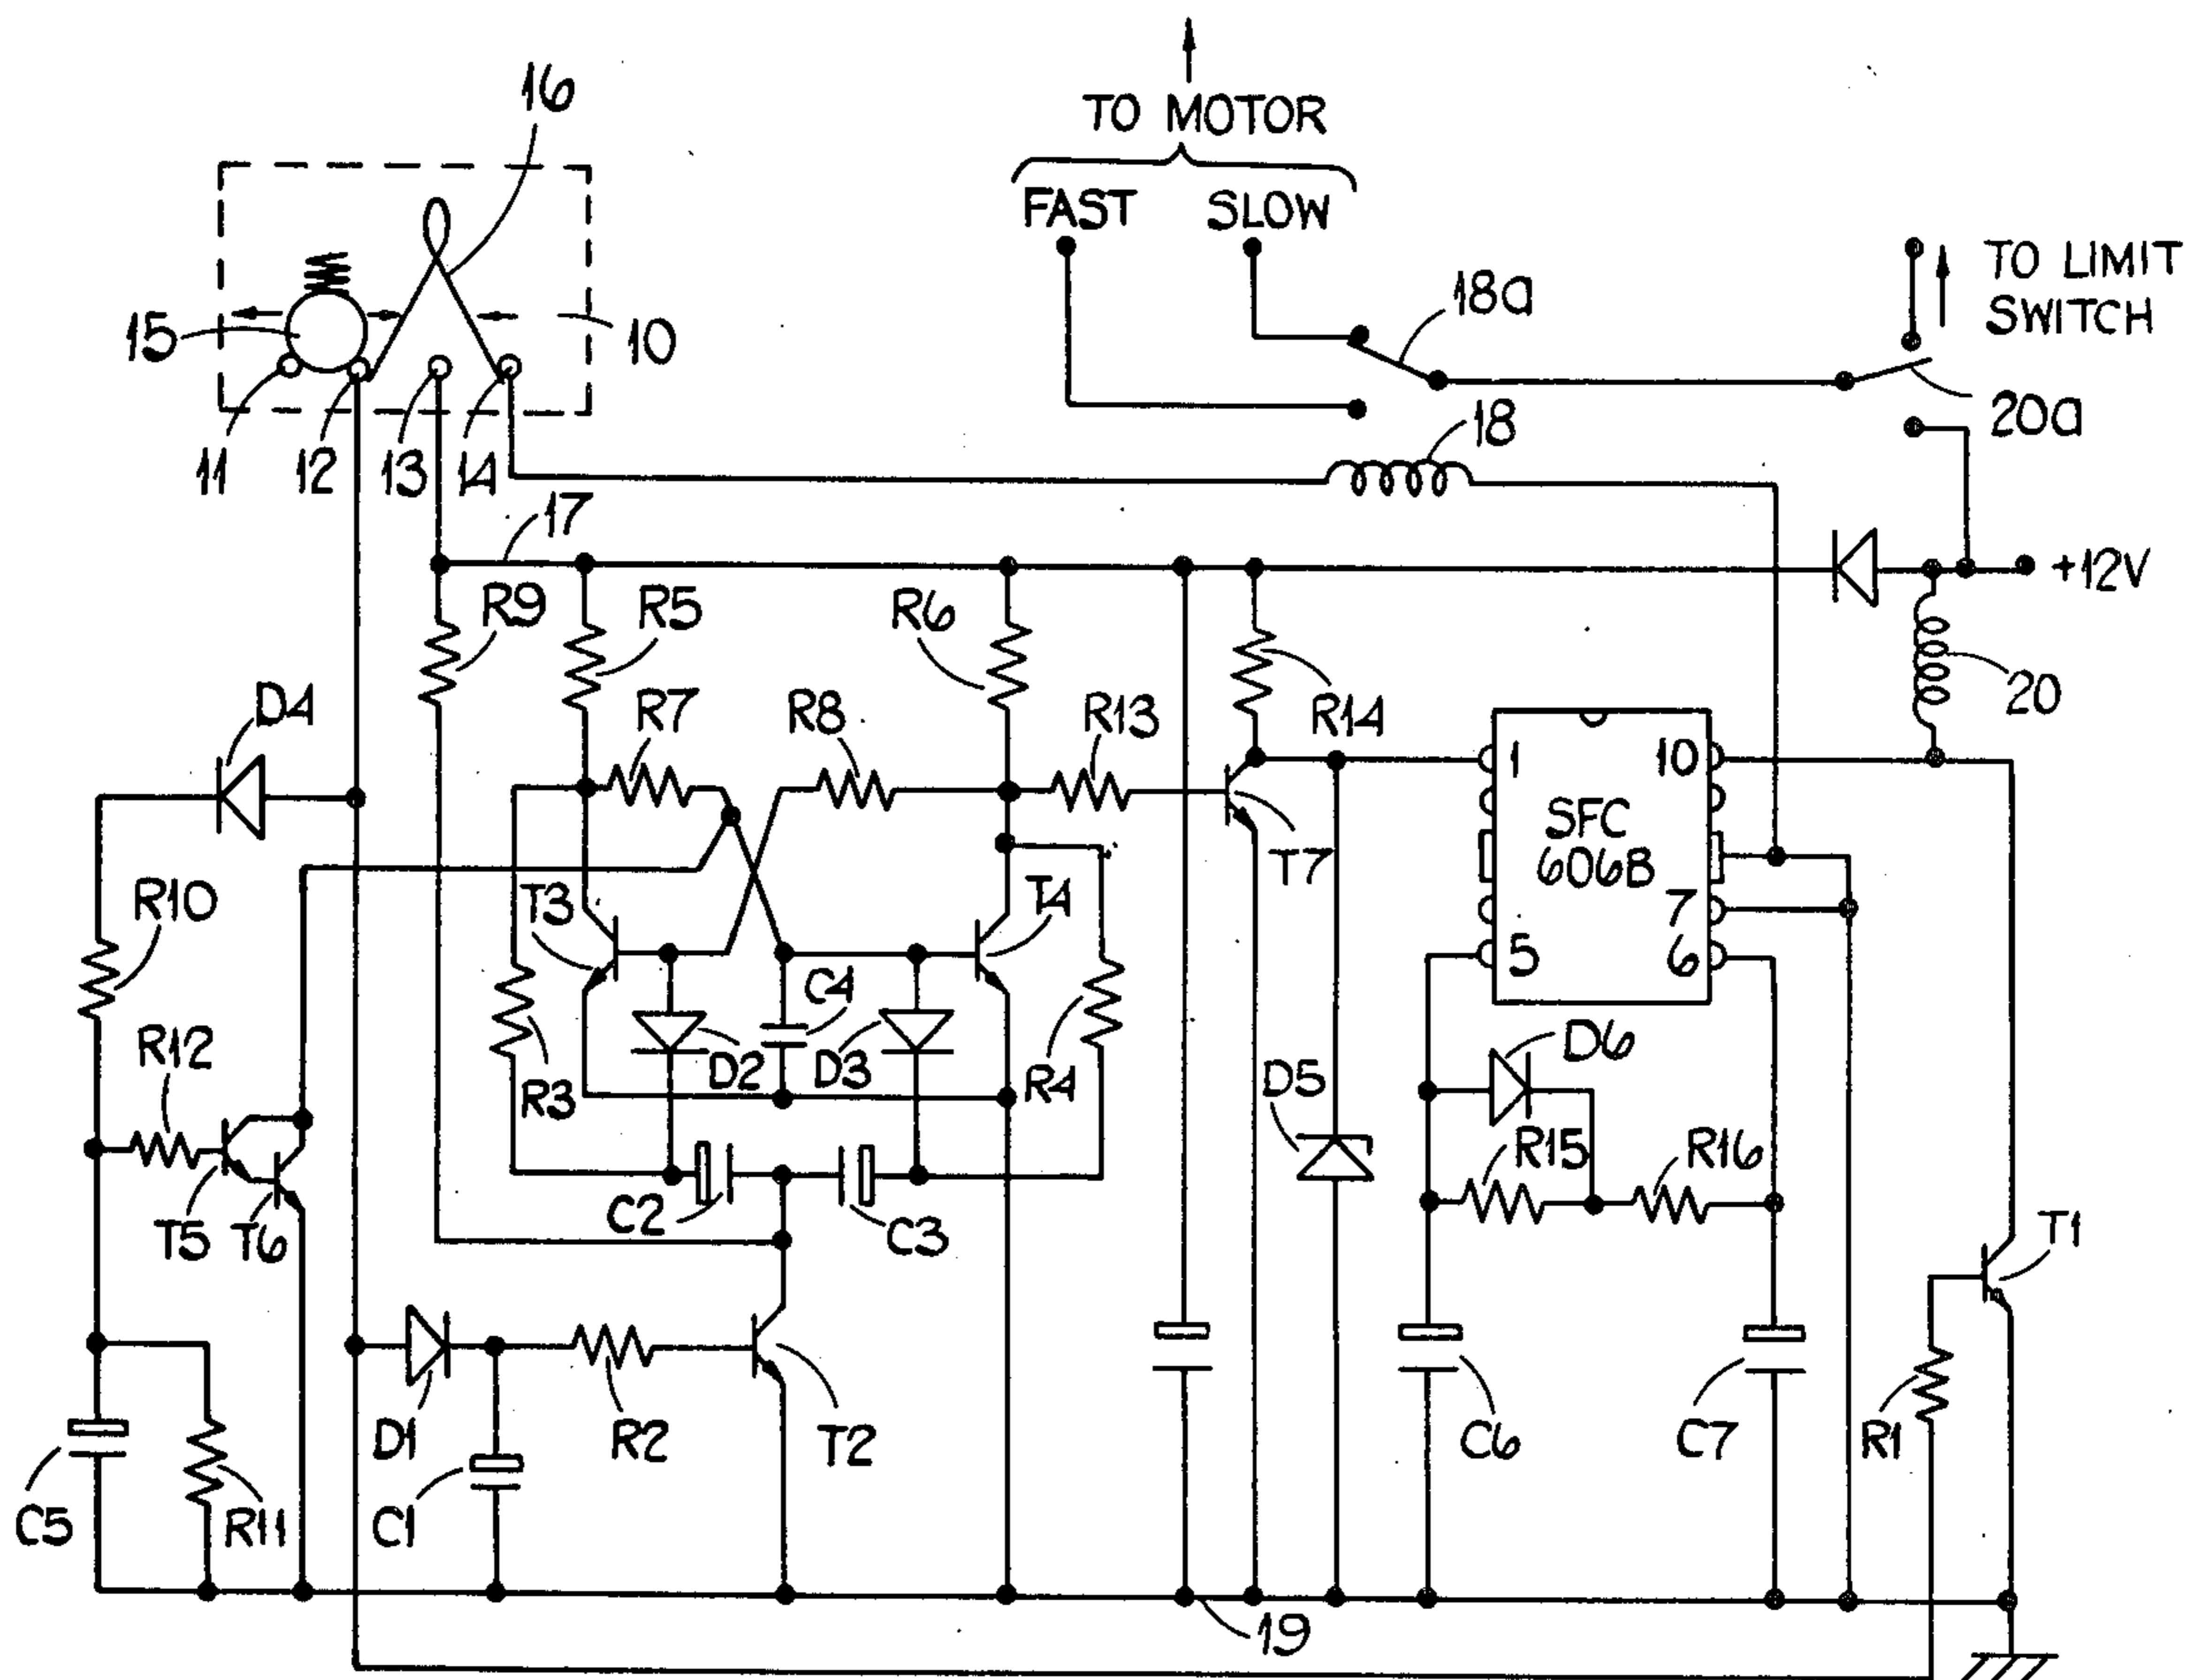 16
TO MOTOR
FAST SLOW
18a
TO LIMIT
SWITCH
15
10
11 12 13 14
18
20a
17
+12V
R9
R5
R6
20
D4
R7
R8
R13
R14
1 10
SFC
606B
T7
R10
T3
T4
7
5 6
C4
R12
R3
D2
D3
R4
D5
D6
R15
R16
T5 T6
C2
C3
T1
D1
R2
T2
C6
C7
R1
C5
R11
C1
19